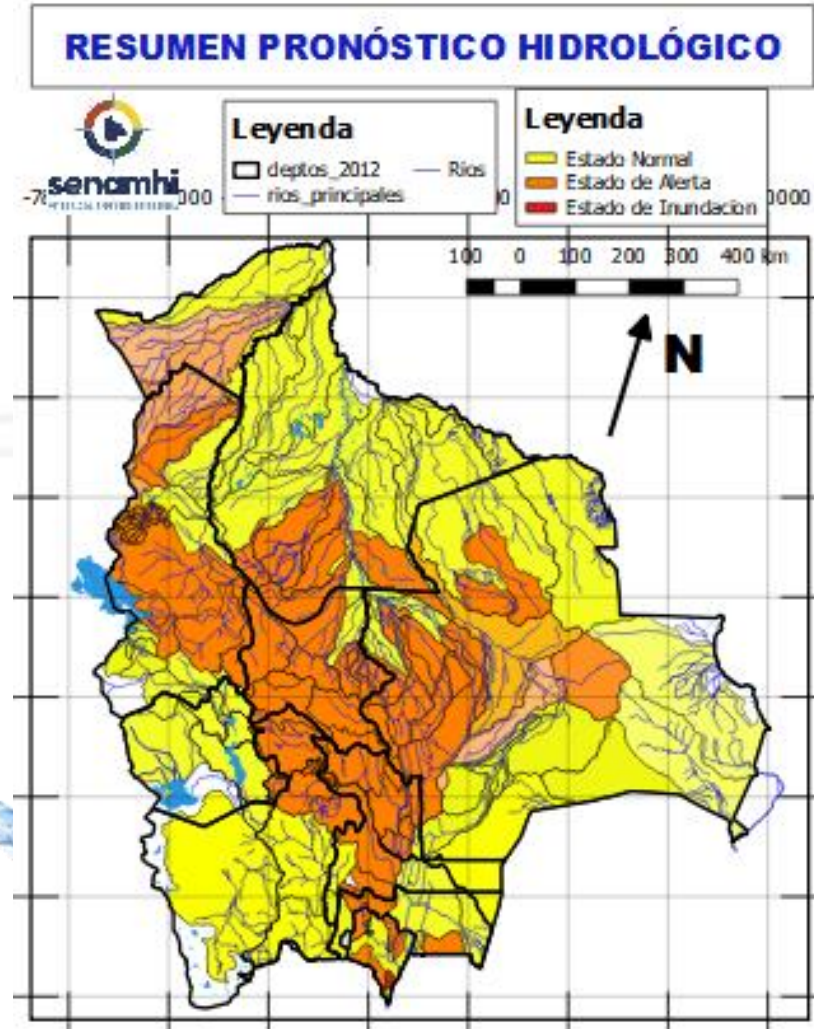 RESUMEN PRONÓSTICO HIDROLÓGICO
senamhi
Leyenda
deptos_2012
Rios
rios_principales
Leyenda
Estado Normal
Estado de Alerta
Estado de Inundacion
100 0 100 200 300 400 km
N